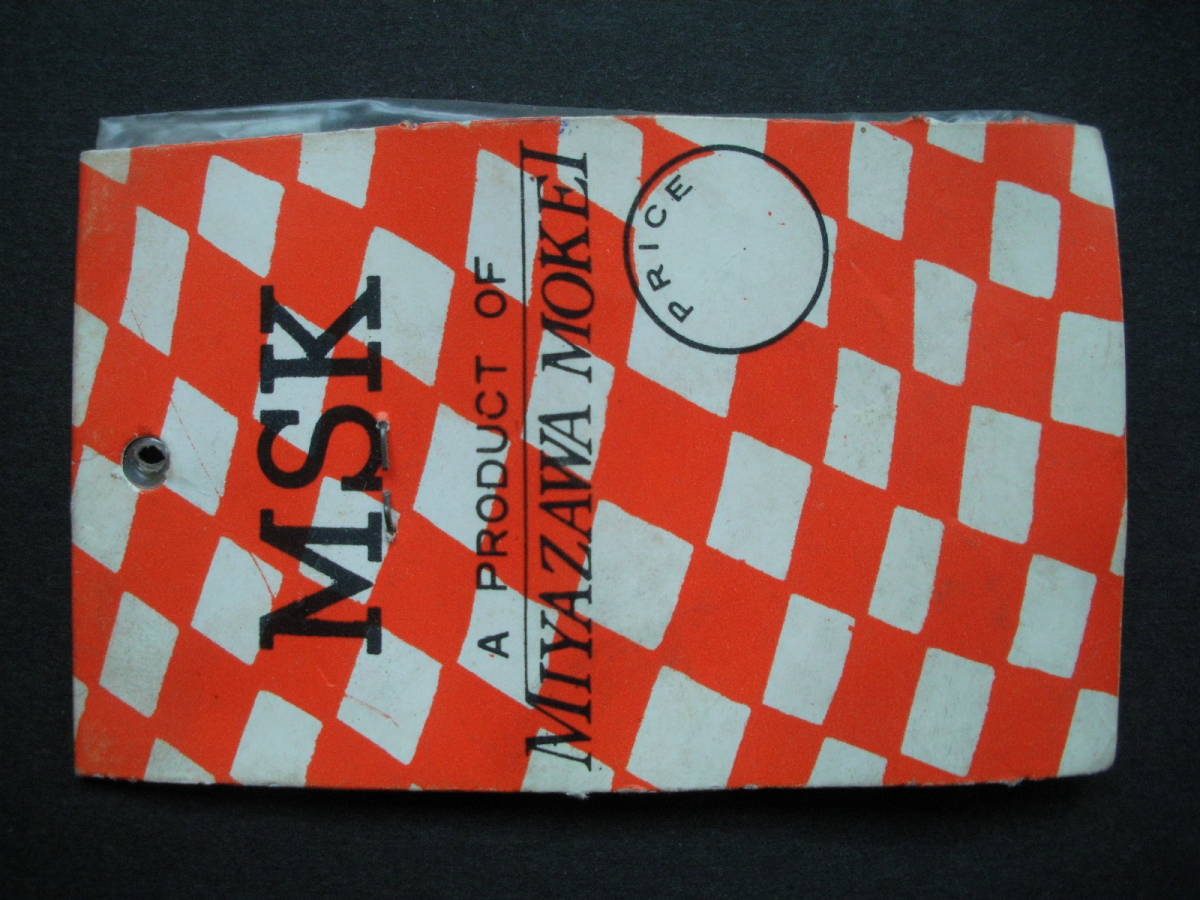 MSK
A PRODUCT OF
MIYAZAWA MOKEI
PRICE